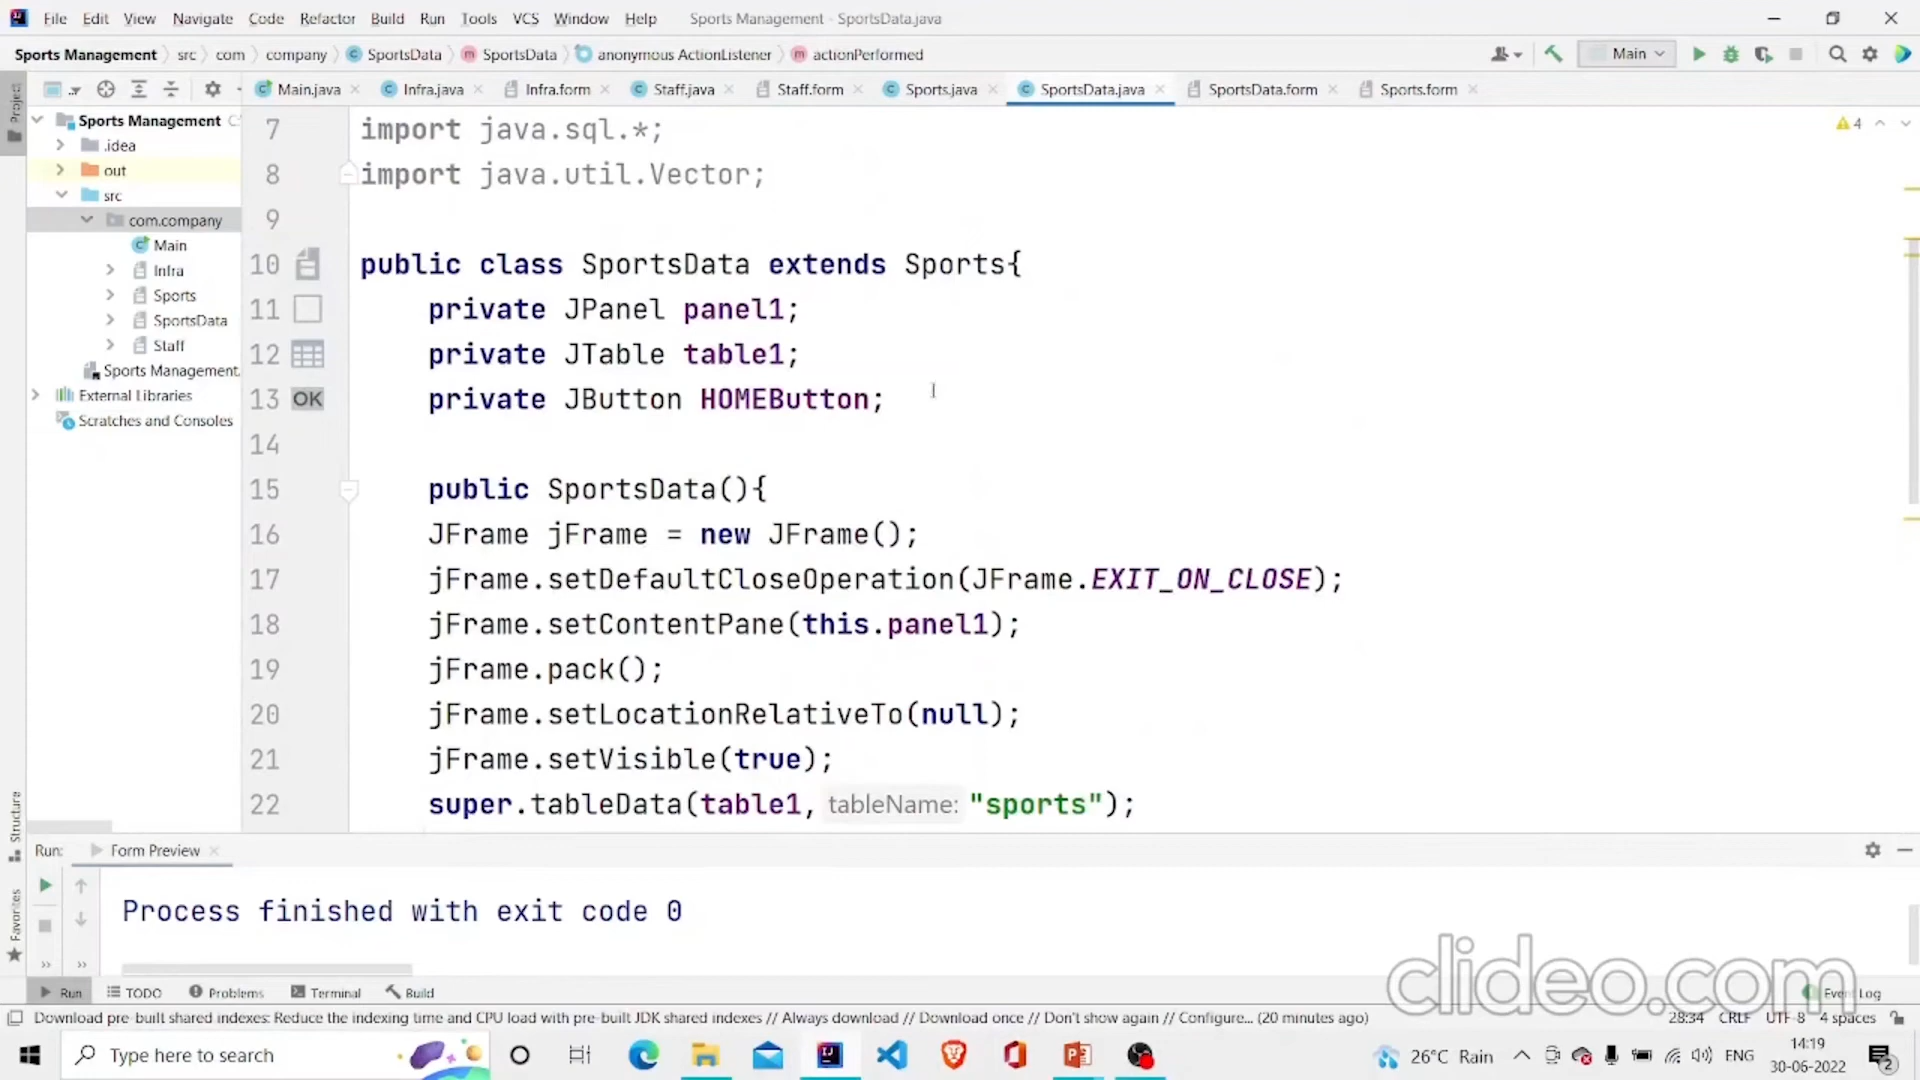 File Edit View Navigate Code Refactor Build Run Tools VCS Window Help Sports Management - SportsData.java
Sports Management src com company SportsData SportsData anonymous ActionListener actionPerformed Main
Project
Main.java Infra.java Infra.form Staff.java Staff.form Sports.java SportsData.java SportsData.form Sports.form
Sports Management
.idea
out
src
com.company
Main
Infra
Sports
SportsData
Staff
Sports Management.
External Libraries
Scratches and Consoles
4
7 import java.sql.*;
8 import java.util.Vector;
9
10 public class SportsData extends Sports{
11 private JPanel panel1;
12 private JTable table1;
13 OK private JButton HOMEButton;
14
15 public SportsData(){
16 JFrame jFrame = new JFrame();
17 jFrame.setDefaultCloseOperation(JFrame.EXIT_ON_CLOSE);
18 jFrame.setContentPane(this.panel1);
19 jFrame.pack();
20 jFrame.setLocationRelativeTo(null);
21 jFrame.setVisible(true);
22 super.tableData(table1, tableName: "sports");
Structure
Favorites
Run: Form Preview
Process finished with exit code 0
clideo.com
Run TODO Problems Terminal Build Event Log
Download pre-built shared indexes: Reduce the indexing time and CPU load with pre-built JDK shared indexes // Always download // Download once // Don't show again // Configure... (20 minutes ago) 28:34 CRLF UTF-8 4 spaces
Type here to search 26°C Rain ENG 14:19
30-06-2022
2